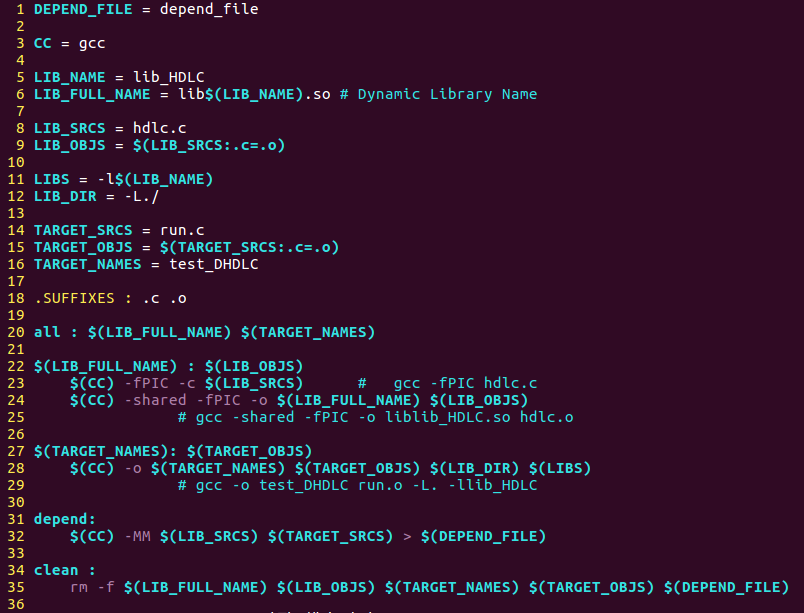 1 DEPEND_FILE = depend_file
2
3 CC = gcc
4
5 LIB_NAME = lib_HDLC
6 LIB_FULL_NAME = lib$(LIB_NAME).so # Dynamic Library Name
7
8 LIB_SRCS = hdlc.c
9 LIB_OBJS = $(LIB_SRCS:.c=.o)
10
11 LIBS = -l$(LIB_NAME)
12 LIB_DIR = -L./
13
14 TARGET_SRCS = run.c
15 TARGET_OBJS = $(TARGET_SRCS:.c=.o)
16 TARGET_NAMES = test_DHDLC
17
18 .SUFFIXES : .c .o
19
20 all : $(LIB_FULL_NAME) $(TARGET_NAMES)
21
22 $(LIB_FULL_NAME) : $(LIB_OBJS)
23     $(CC) -fPIC -c $(LIB_SRCS)      #   gcc -fPIC hdlc.c
24     $(CC) -shared -fPIC -o $(LIB_FULL_NAME) $(LIB_OBJS)
25                 # gcc -shared -fPIC -o liblib_HDLC.so hdlc.o
26
27 $(TARGET_NAMES): $(TARGET_OBJS)
28     $(CC) -o $(TARGET_NAMES) $(TARGET_OBJS) $(LIB_DIR) $(LIBS)
29                 # gcc -o test_DHDLC run.o -L. -llib_HDLC
30
31 depend:
32     $(CC) -MM $(LIB_SRCS) $(TARGET_SRCS) > $(DEPEND_FILE)
33
34 clean :
35     rm -f $(LIB_FULL_NAME) $(LIB_OBJS) $(TARGET_NAMES) $(TARGET_OBJS) $(DEPEND_FILE)
36